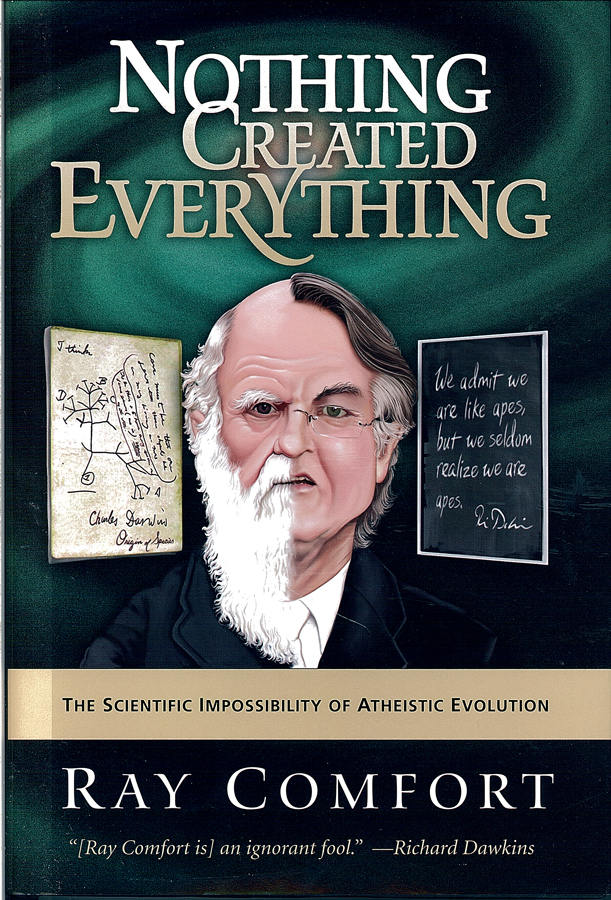 NOTHING
CREATED
EVERYTHING
I think
Charles Darwin
Origin of Species
We admit we
are like apes,
but we seldom
realize we are
apes.
THE SCIENTIFIC IMPOSSIBILITY OF ATHEISTIC EVOLUTION
RAY COMFORT
“[Ray Comfort is] an ignorant fool.” —Richard Dawkins